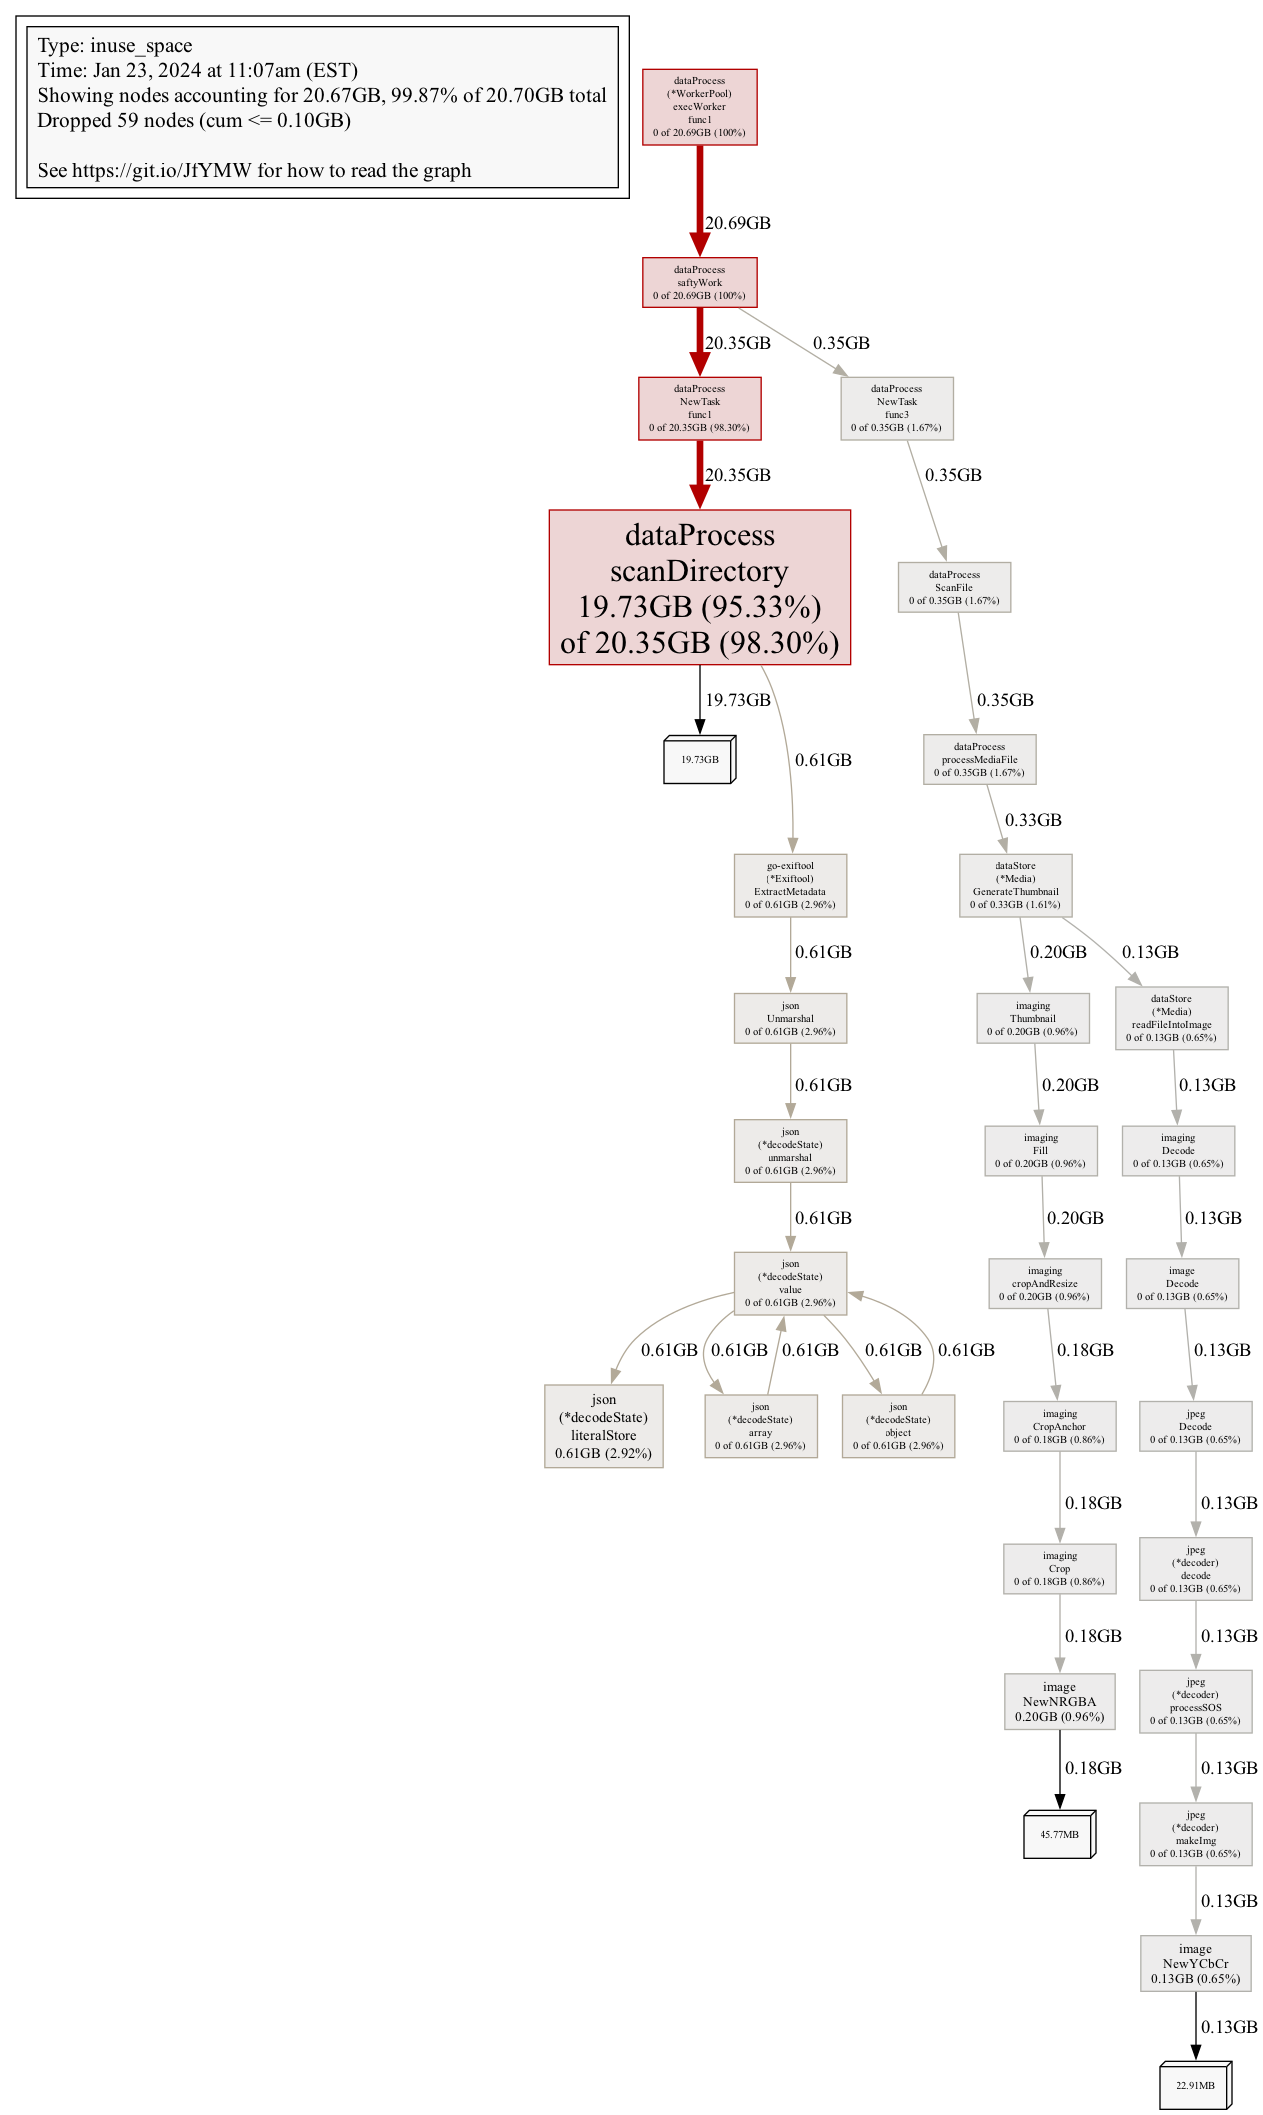 Type: inuse_space
Time: Jan 23, 2024 at 11:07am (EST)
Showing nodes accounting for 20.67GB, 99.87% of 20.70GB total
Dropped 59 nodes (cum <= 0.10GB)
See https://git.io/JfYMW for how to read the graph
dataProcess
(*WorkerPool)
execWorker
func1
0 of 20.69GB (100%)
20.69GB
dataProcess
saftyWork
0 of 20.69GB (100%)
20.35GB
0.35GB
dataProcess
NewTask
func1
0 of 20.35GB (98.30%)
dataProcess
NewTask
func3
0 of 0.35GB (1.67%)
20.35GB
0.35GB
dataProcess
scanDirectory
19.73GB (95.33%)
of 20.35GB (98.30%)
dataProcess
ScanFile
0 of 0.35GB (1.67%)
19.73GB
0.35GB
19.73GB
0.61GB
dataProcess
processMediaFile
0 of 0.35GB (1.67%)
0.33GB
go-exiftool
(*Exiftool)
ExtractMetadata
0 of 0.61GB (2.96%)
dataStore
(*Media)
GenerateThumbnail
0 of 0.33GB (1.61%)
0.61GB
0.20GB
0.13GB
json
Unmarshal
0 of 0.61GB (2.96%)
imaging
Thumbnail
0 of 0.20GB (0.96%)
dataStore
(*Media)
readFileIntoImage
0 of 0.13GB (0.65%)
0.61GB
0.20GB
0.13GB
json
(*decodeState)
unmarshal
0 of 0.61GB (2.96%)
imaging
Fill
0 of 0.20GB (0.96%)
imaging
Decode
0 of 0.13GB (0.65%)
0.61GB
0.20GB
0.13GB
json
(*decodeState)
value
0 of 0.61GB (2.96%)
imaging
cropAndResize
0 of 0.20GB (0.96%)
image
Decode
0 of 0.13GB (0.65%)
0.61GB
0.61GB
0.61GB
0.61GB
0.61GB
0.18GB
0.13GB
json
(*decodeState)
literalStore
0.61GB (2.92%)
json
(*decodeState)
array
0 of 0.61GB (2.96%)
json
(*decodeState)
object
0 of 0.61GB (2.96%)
imaging
CropAnchor
0 of 0.18GB (0.86%)
jpeg
Decode
0 of 0.13GB (0.65%)
0.18GB
0.13GB
imaging
Crop
0 of 0.18GB (0.86%)
jpeg
(*decoder)
decode
0 of 0.13GB (0.65%)
0.18GB
0.13GB
image
NewNRGBA
0.20GB (0.96%)
jpeg
(*decoder)
processSOS
0 of 0.13GB (0.65%)
0.18GB
0.13GB
45.77MB
jpeg
(*decoder)
makeImg
0 of 0.13GB (0.65%)
0.13GB
image
NewYCbCr
0.13GB (0.65%)
0.13GB
22.91MB